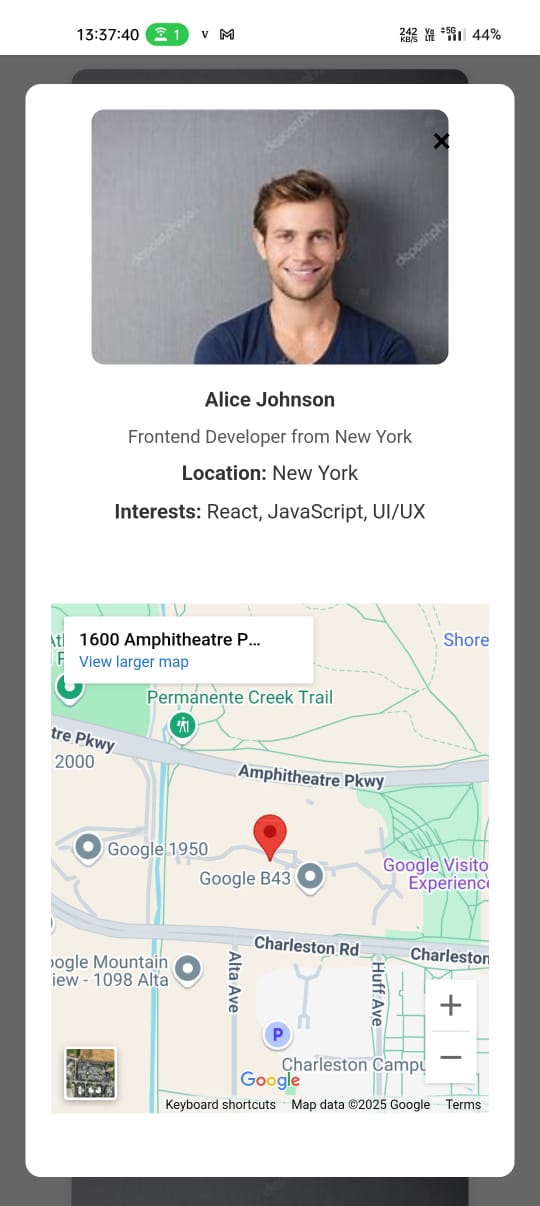 13:37:40 1 v M 242 KB/S Vo LTE 5G 44%
depositphotos
×
Alice Johnson
Frontend Developer from New York
Location: New York
Interests: React, JavaScript, UI/UX
1600 Amphitheatre P...
View larger map
Shore
Permanente Creek Trail
tre Pkwy
2000
Amphitheatre Pkwy
Google 1950
Google B43
Google Visito
Experience
Charleston Rd
Charleston
oogle Mountain
iew - 1098 Alta
Alta Ave
Huff Ave
P
Charleston Campu
Google
Keyboard shortcuts Map data ©2025 Google Terms